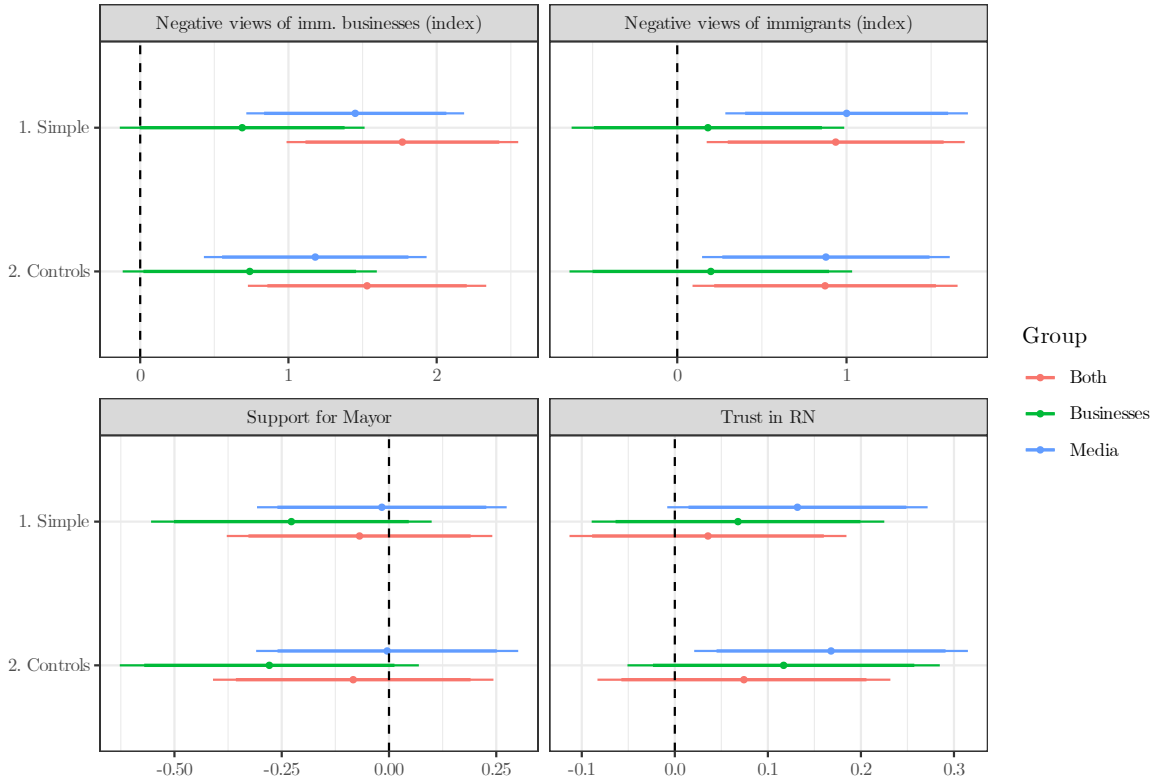 Negative views of imm. businesses (index)
Negative views of immigrants (index)
1. Simple
2. Controls
0 1 2
0 1
Support for Mayor
Trust in RN
1. Simple
2. Controls
-0.50 -0.25 0.00 0.25
-0.1 0.0 0.1 0.2 0.3
Group
Both
Businesses
Media